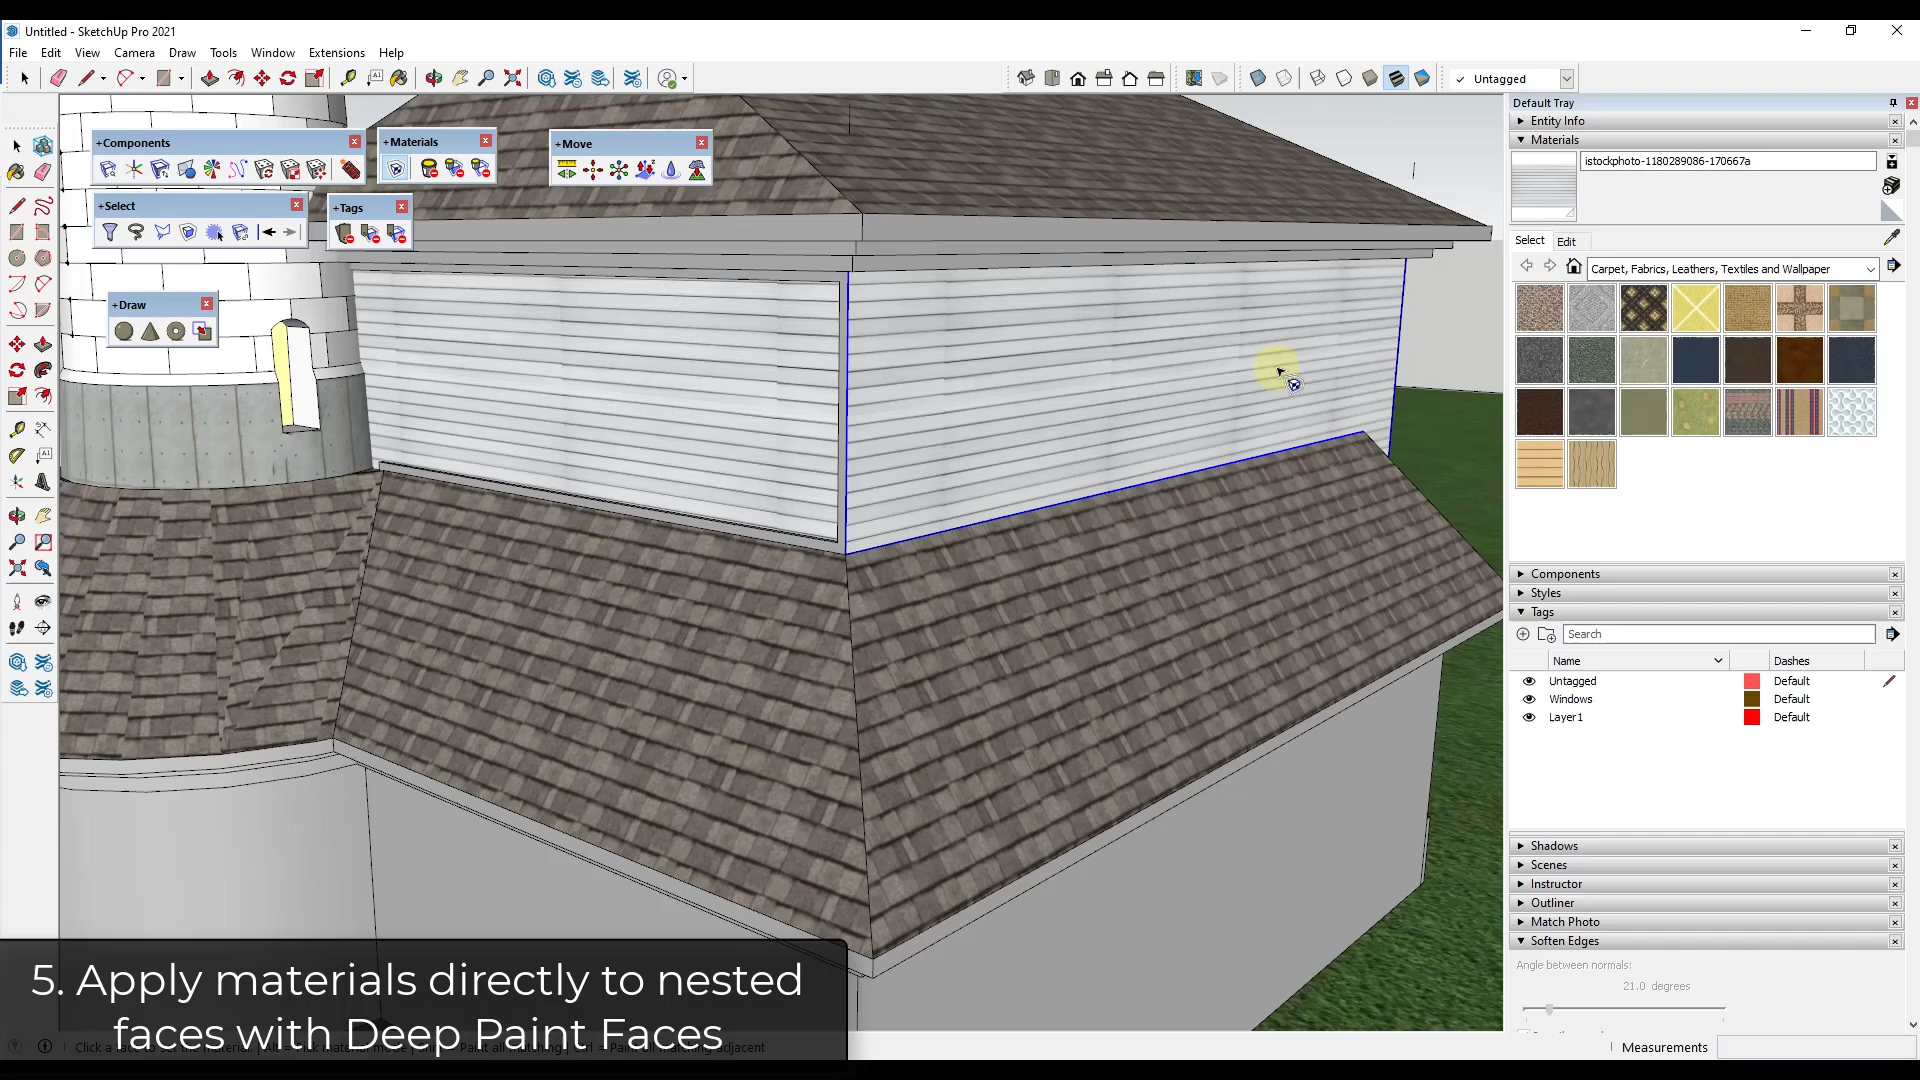 Untitled - SketchUp Pro 2021
File Edit View Camera Draw Tools Window Extensions Help
Untagged
Default Tray
Entity Info
Materials
istockphoto-1180289086-170667a
Select Edit
Carpet, Fabrics, Leathers, Textiles and Wallpaper
+Components
+Materials
+Move
+Select
+Tags
+Draw
Components
Styles
Tags
Search
Name Dashes
Untagged Default
Windows Default
Layer1 Default
Shadows
Scenes
Instructor
Outliner
Match Photo
Soften Edges
Angle between normals:
21.0 degrees
5. Apply materials directly to nested
faces with Deep Paint Faces
Measurements